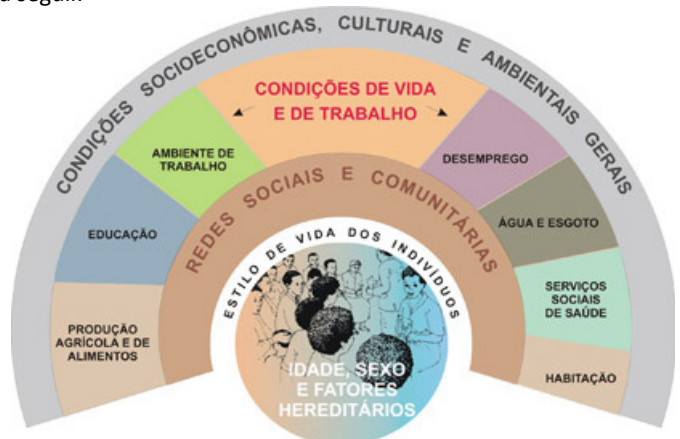 CONDIÇÕES SOCIOECONÔMICAS, CULTURAIS E AMBIENTAIS GERAIS
CONDIÇÕES DE VIDA
E DE TRABALHO
AMBIENTE DE
TRABALHO
DESEMPREGO
REDES SOCIAIS E COMUNITÁRIAS
EDUCAÇÃO
ÁGUA E ESGOTO
ESTILO DE VIDA DOS INDIVÍDUOS
PRODUÇÃO
AGRÍCOLA E DE
ALIMENTOS
SERVIÇOS
SOCIAIS
DE SAÚDE
HABITAÇÃO
IDADE, SEXO
E FATORES
HEREDITÁRIOS